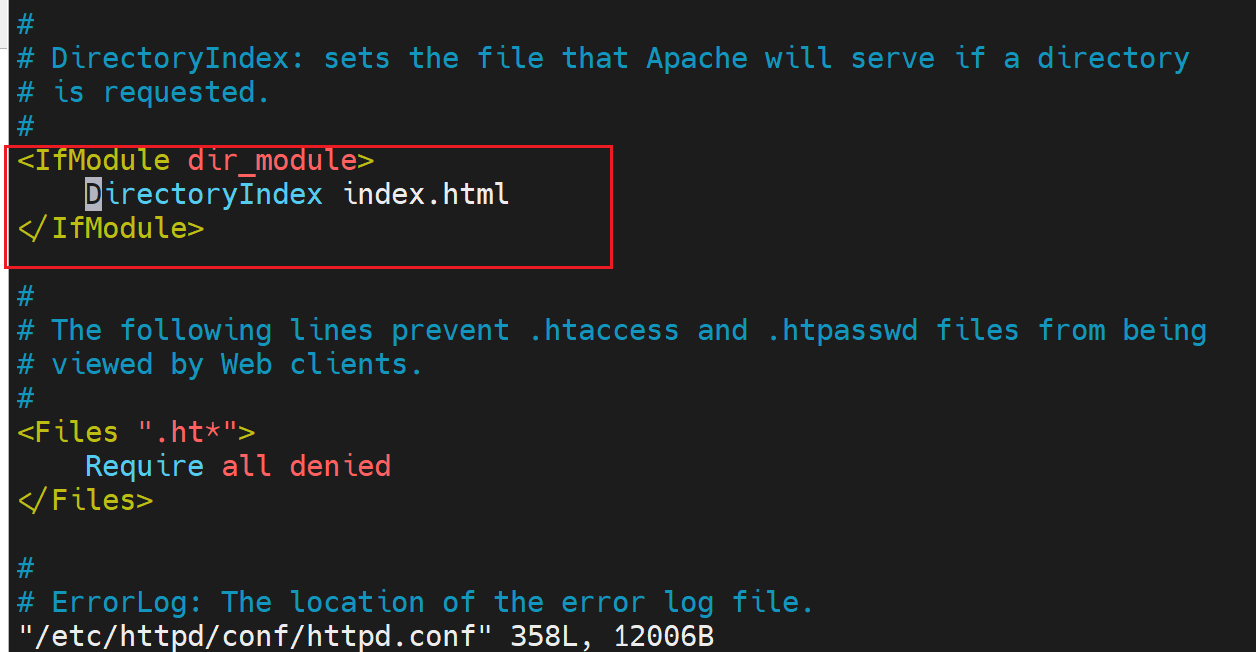 #
# DirectoryIndex: sets the file that Apache will serve if a directory
# is requested.
#
<IfModule dir_module>
    DirectoryIndex index.html
</IfModule>
#
# The following lines prevent .htaccess and .htpasswd files from being
# viewed by Web clients.
#
<Files ".ht*">
    Require all denied
</Files>
#
# ErrorLog: The location of the error log file.
"/etc/httpd/conf/httpd.conf" 358L, 12006B